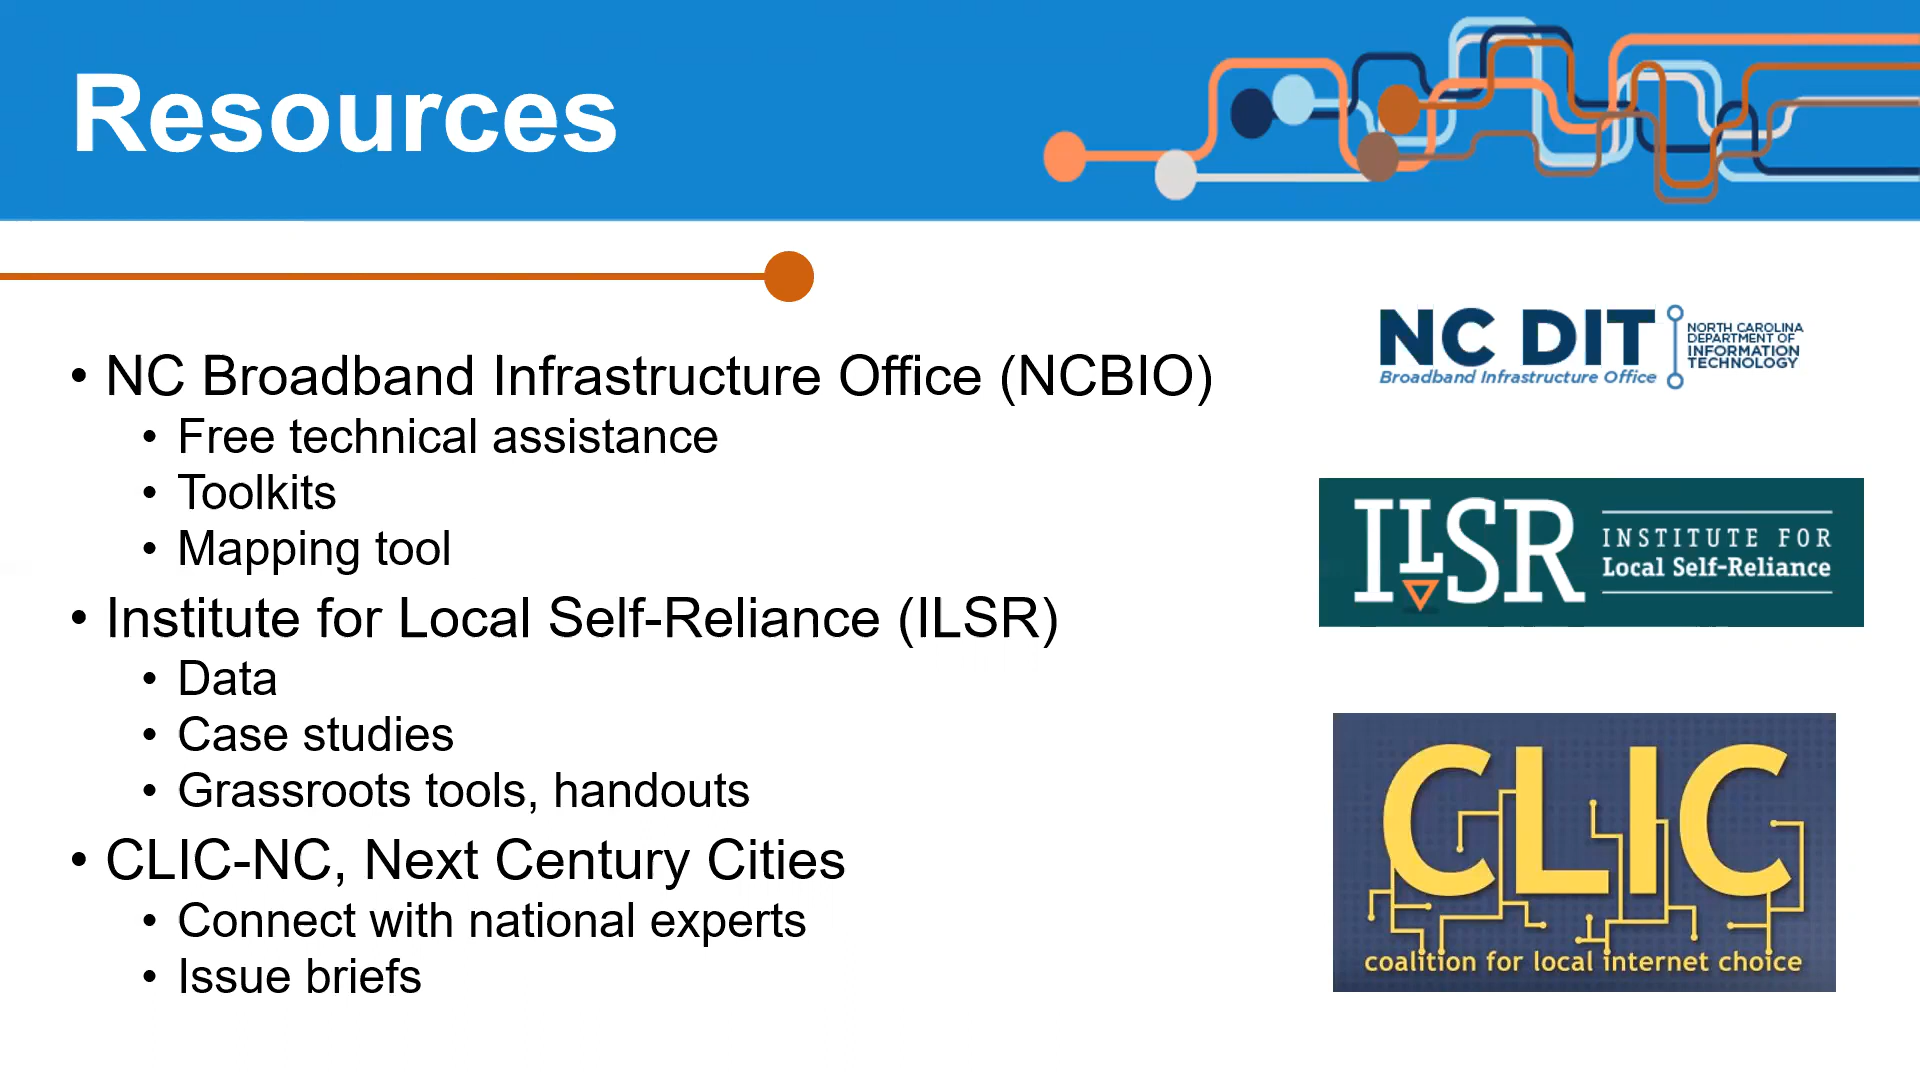 Resources
• NC Broadband Infrastructure Office (NCBIO)
• Free technical assistance
• Toolkits
• Mapping tool
• Institute for Local Self-Reliance (ILSR)
• Data
• Case studies
• Grassroots tools, handouts
• CLIC-NC, Next Century Cities
• Connect with national experts
• Issue briefs
NC DIT
Broadband Infrastructure Office
NORTH CAROLINA
DEPARTMENT OF
INFORMATION
TECHNOLOGY
ILSR
INSTITUTE FOR
Local Self-Reliance
CLIC
coalition for local internet choice